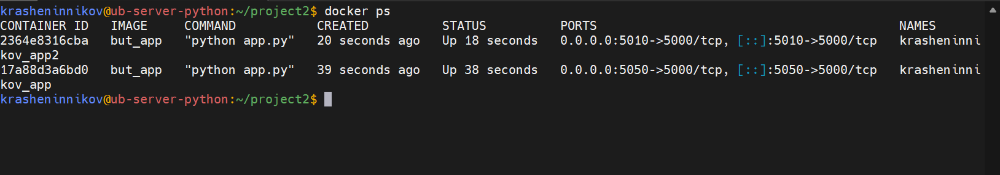 krasheninnikov@ub-server-python:~/project2$ docker ps
CONTAINER ID   IMAGE     COMMAND           CREATED          STATUS          PORTS                                         NAMES
2364e8316cba   but_app   "python app.py"   20 seconds ago   Up 18 seconds   0.0.0.0:5010->5000/tcp, [::]:5010->5000/tcp   krasheninni
kov_app2
17a88d3a6bd0   but_app   "python app.py"   39 seconds ago   Up 38 seconds   0.0.0.0:5050->5000/tcp, [::]:5050->5000/tcp   krasheninni
kov_app
krasheninnikov@ub-server-python:~/project2$